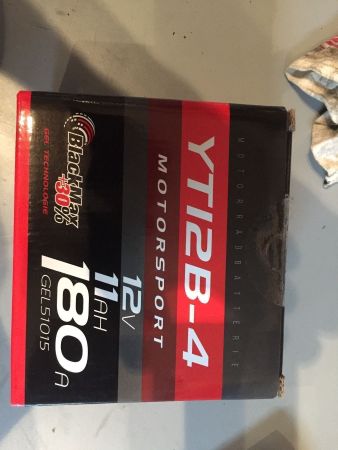 MOTORRADBATTERIE
YT12B-4
MOTORSPORT
12V
11AH
180A
GEL51015
BlackMax
+30%
GEL TECHNOLOGIE